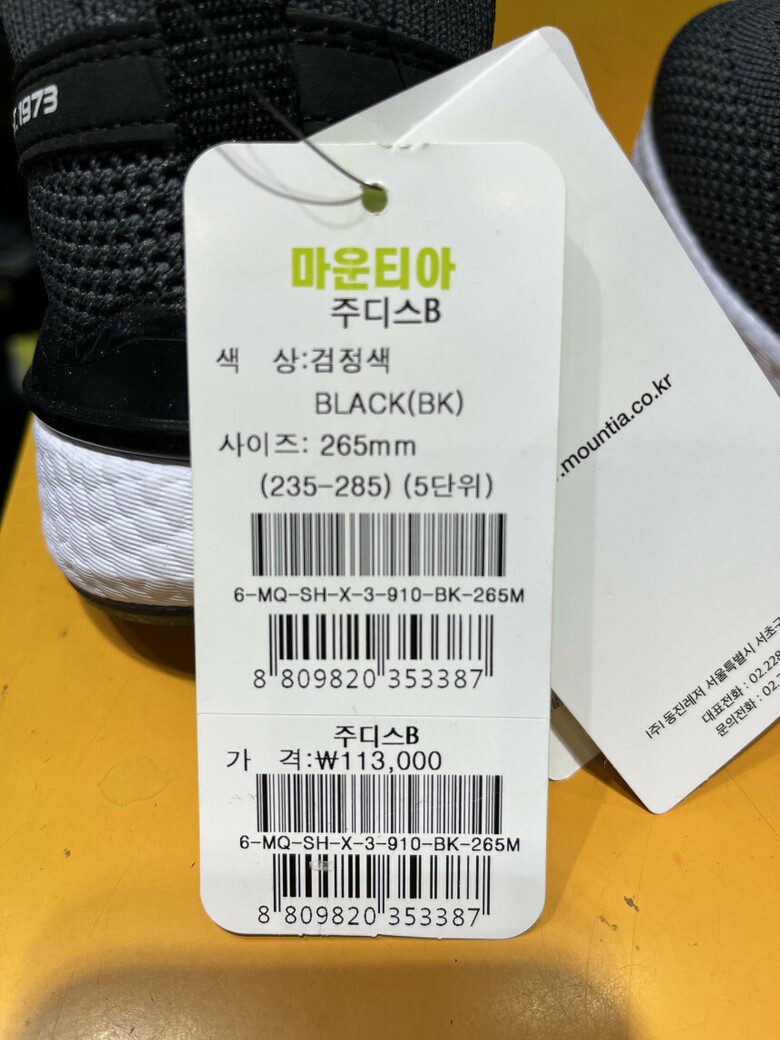 .1973
마운티아
주디스B
색 상:검정색
BLACK(BK)
사이즈: 265mm
(235-285) (5단위)
6-MQ-SH-X-3-910-BK-265M
8 809820 353387
주디스B
가 격:₩113,000
6-MQ-SH-X-3-910-BK-265M
8 809820 353387
.mountia.co.kr
(주) 동진레저 서울특별시 서초구
대표전화 : 02.228
문의전화 : 02.